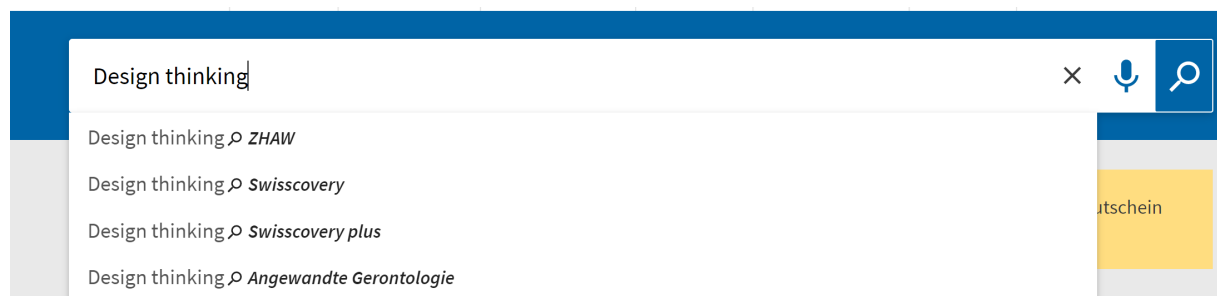 Design thinking
Design thinking ZHAW
Design thinking Swisscovery
utschein
Design thinking Swisscovery plus
Design thinking Angewandte Gerontologie